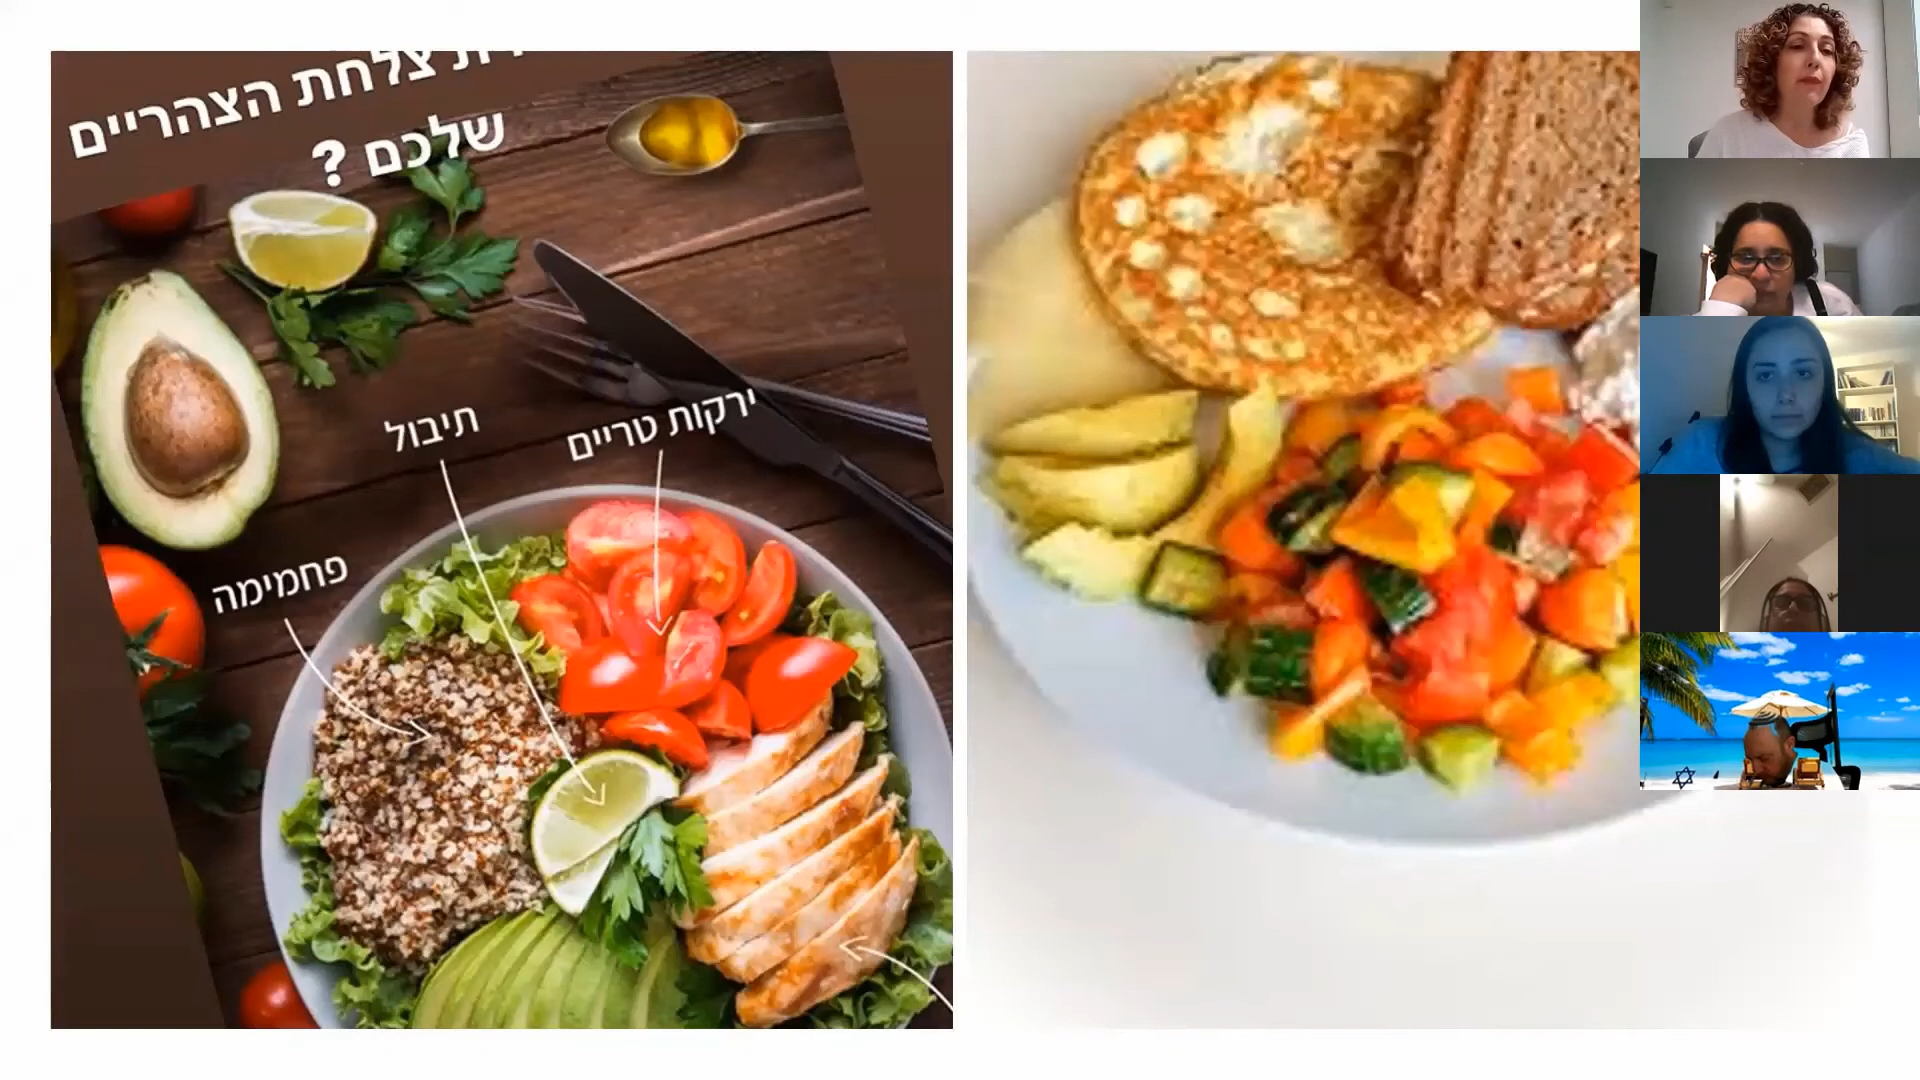 צלחת הצהריים
שלכם ?
תיבול
ירקות טריים
פחמימה